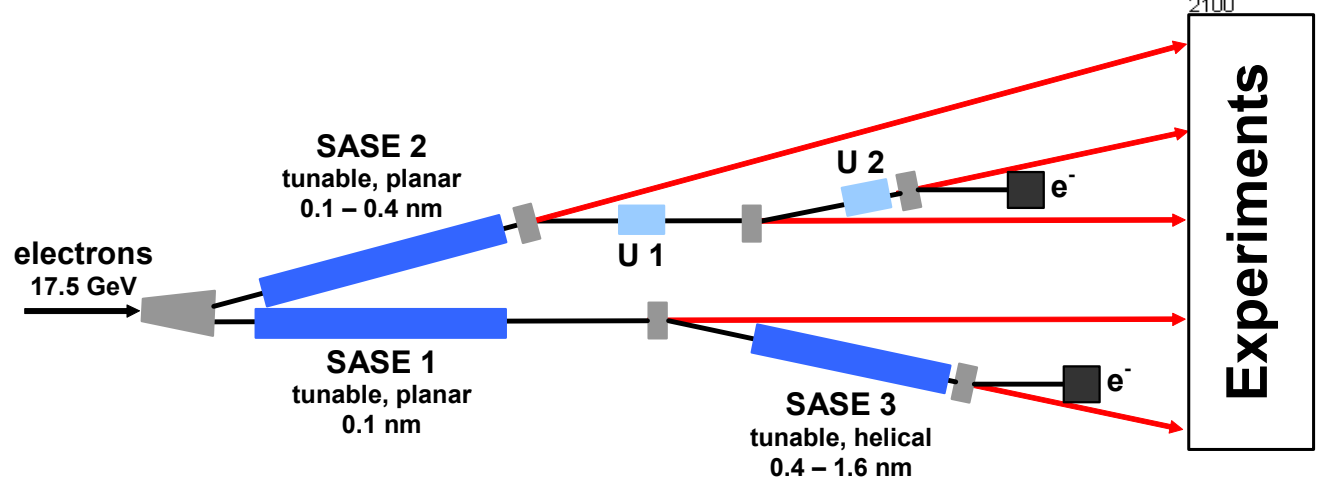 2100
Experiments
SASE 2
tunable, planar
0.1 – 0.4 nm
U 2
e-
U 1
electrons
17.5 GeV
SASE 1
tunable, planar
0.1 nm
e-
SASE 3
tunable, helical
0.4 – 1.6 nm